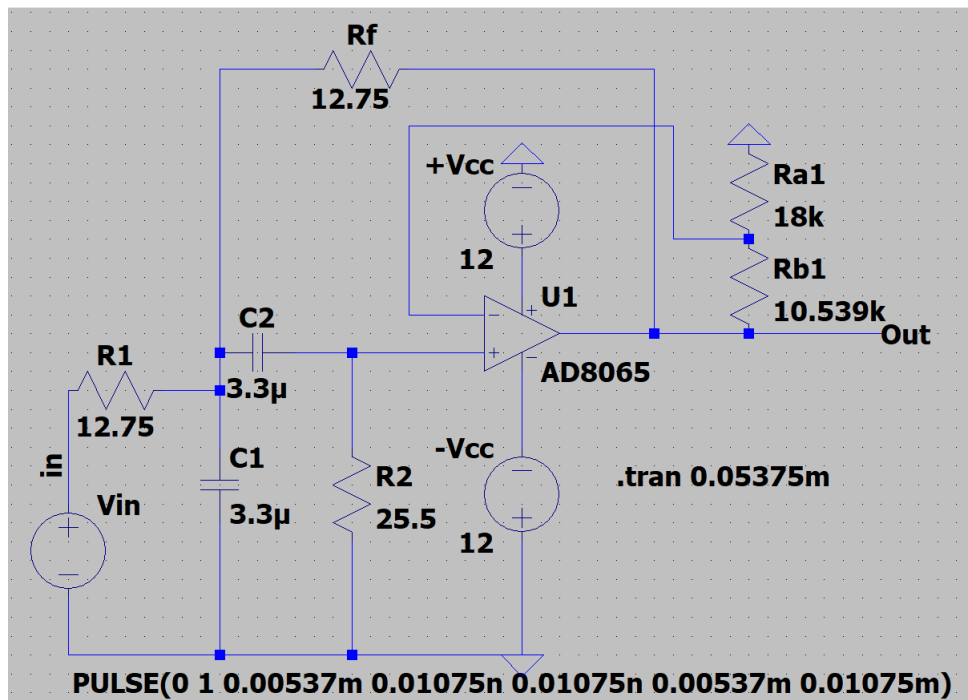 Rf
12.75
+Vcc
12
Ra1
18k
Rb1
10.539k
U1
Out
AD8065
C2
3.3µ
R1
12.75
in
Vin
C1
3.3µ
R2
25.5
-Vcc
12
.tran 0.05375m
PULSE(0 1 0.00537m 0.01075n 0.01075n 0.00537m 0.01075m)